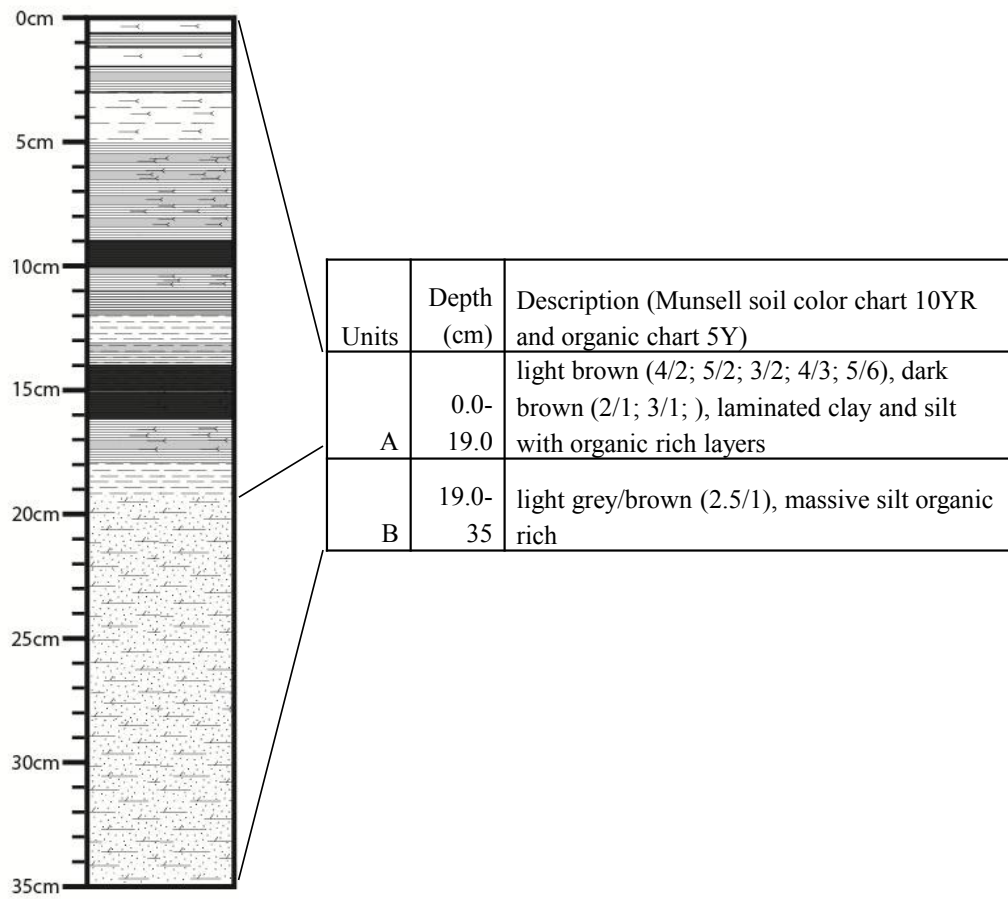 0cm
5cm
10cm
15cm
20cm
25cm
30cm
35cm
Units
Depth
(cm)
Description (Munsell soil color chart 10YR
and organic chart 5Y)
A
0.0-
19.0
light brown (4/2; 5/2; 3/2; 4/3; 5/6), dark
brown (2/1; 3/1; ), laminated clay and silt
with organic rich layers
B
19.0-
35
light grey/brown (2.5/1), massive silt organic
rich